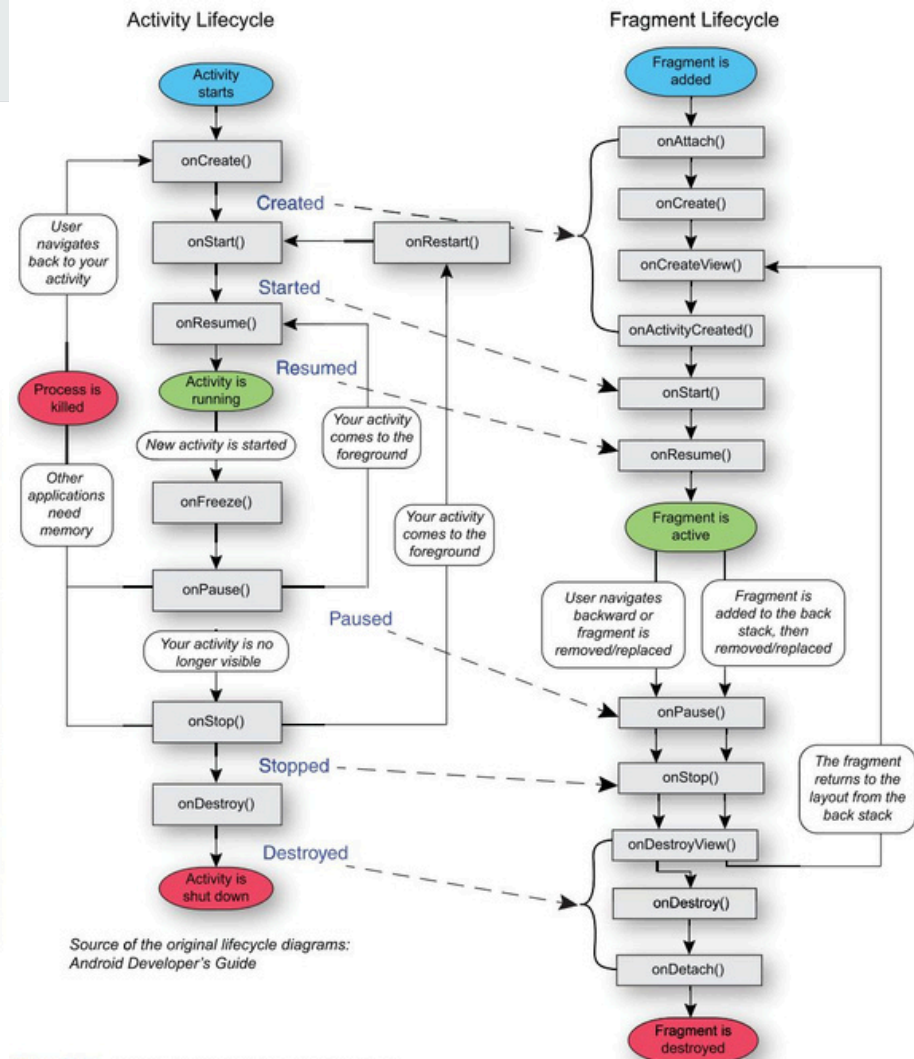 Activity Lifecycle
Activity
starts
onCreate()
User
navigates
back to your
activity
onStart()
onRestart()
onResume()
Process is
killed
Activity is
running
New activity is started
Your activity
comes to the
foreground
Other
applications
need
memory
onFreeze()
Your activity
comes to the
foreground
onPause()
Your activity is no
longer visible
onStop()
onDestroy()
Activity is
shut down
Source of the original lifecycle diagrams:
Android Developer's Guide
Created
Started
Resumed
Paused
Stopped
Destroyed
Fragment Lifecycle
Fragment is
added
onAttach()
onCreate()
onCreateView()
onActivityCreated()
onStart()
onResume()
Fragment is
active
User navigates
backward or
fragment is
removed/replaced
Fragment is
added to the back
stack, then
removed/replaced
onPause()
onStop()
The fragment
returns to the
layout from the
back stack
onDestroyView()
onDestroy()
onDetach()
Fragment is
destroyed